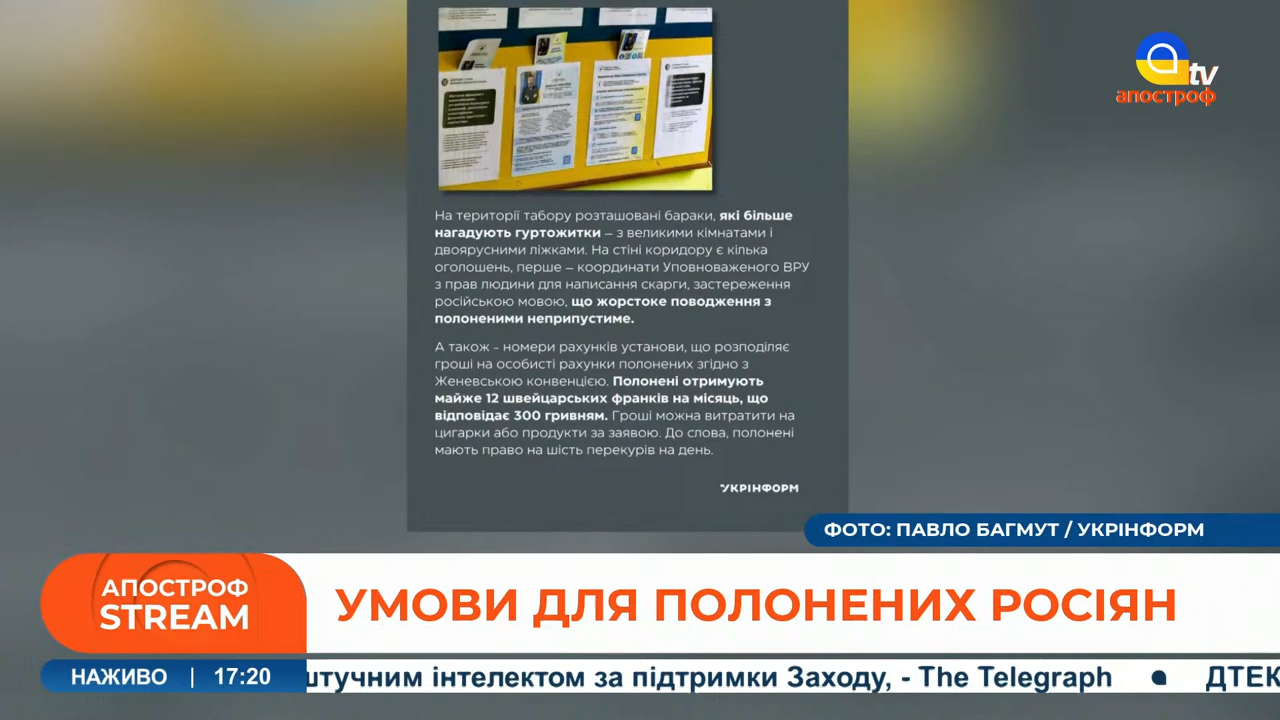 tv
апостроф
На території табору розташовані бараки, які більше
нагадують гуртожитки – з великими кімнатами і
двоярусними ліжками. На стіні коридору є кілька
оголошень, перше – координати Уповноваженого ВРУ
з прав людини для написання скарги, застереження
російською мовою, що жорстоке поводження з
полоненими неприпустиме.
А також - номери рахунків установи, що розподіляє
гроші на особисті рахунки полонених згідно з
Женевською конвенцією. Полонені отримують
майже 12 швейцарських франків на місяць, що
відповідає 300 гривням. Гроші можна витратити на
цигарки або продукти за заявою. До слова, полонені
мають право на шість перекурів на день.
УКРІНФОРМ
ФОТО: ПАВЛО БАГМУТ / УКРІНФОРМ
АПОСТРОФ
STREAM
УМОВИ ДЛЯ ПОЛОНЕНИХ РОСІЯН
НАЖИВО | 17:20
штучним інтелектом за підтримки Заходу, - The Telegraph ● ДТЕК